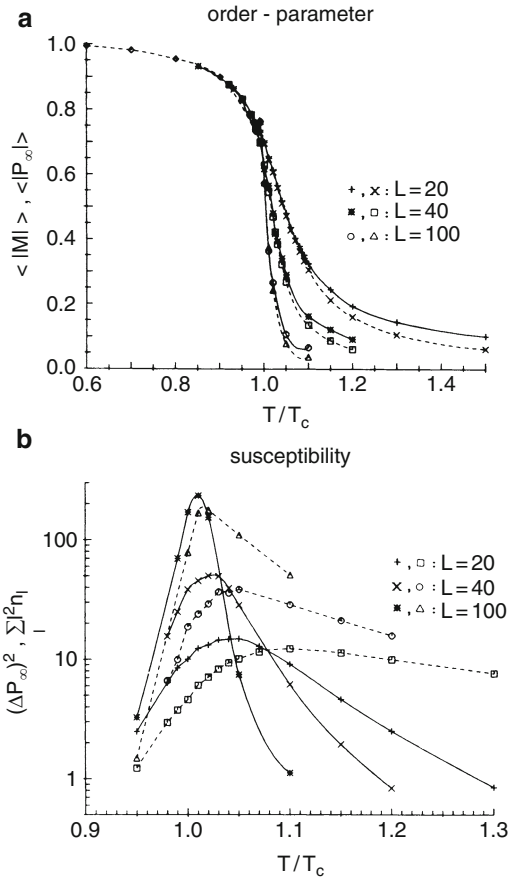 a
order - parameter
< |M| > , <|P∞|>
1.0
0.8
0.6
0.4
0.2
0.0
+ , × : L = 20
✱ , □ : L = 40
○ , △ : L = 100
0.6 0.8 1.0 1.2 1.4
T/Tc
b
susceptibility
(ΔP∞)², Σl²nl
l
100
10
1
+ , □ : L = 20
× , ○ : L = 40
✱ , △ : L = 100
0.9 1.0 1.1 1.2 1.3
T/Tc